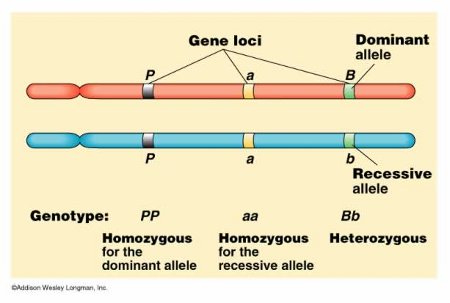 Gene loci
Dominant
allele
P a B
P a b
Recessive
allele
Genotype: PP aa Bb
Homozygous Homozygous Heterozygous
for the for the
dominant allele recessive allele
©Addison Wesley Longman, Inc.